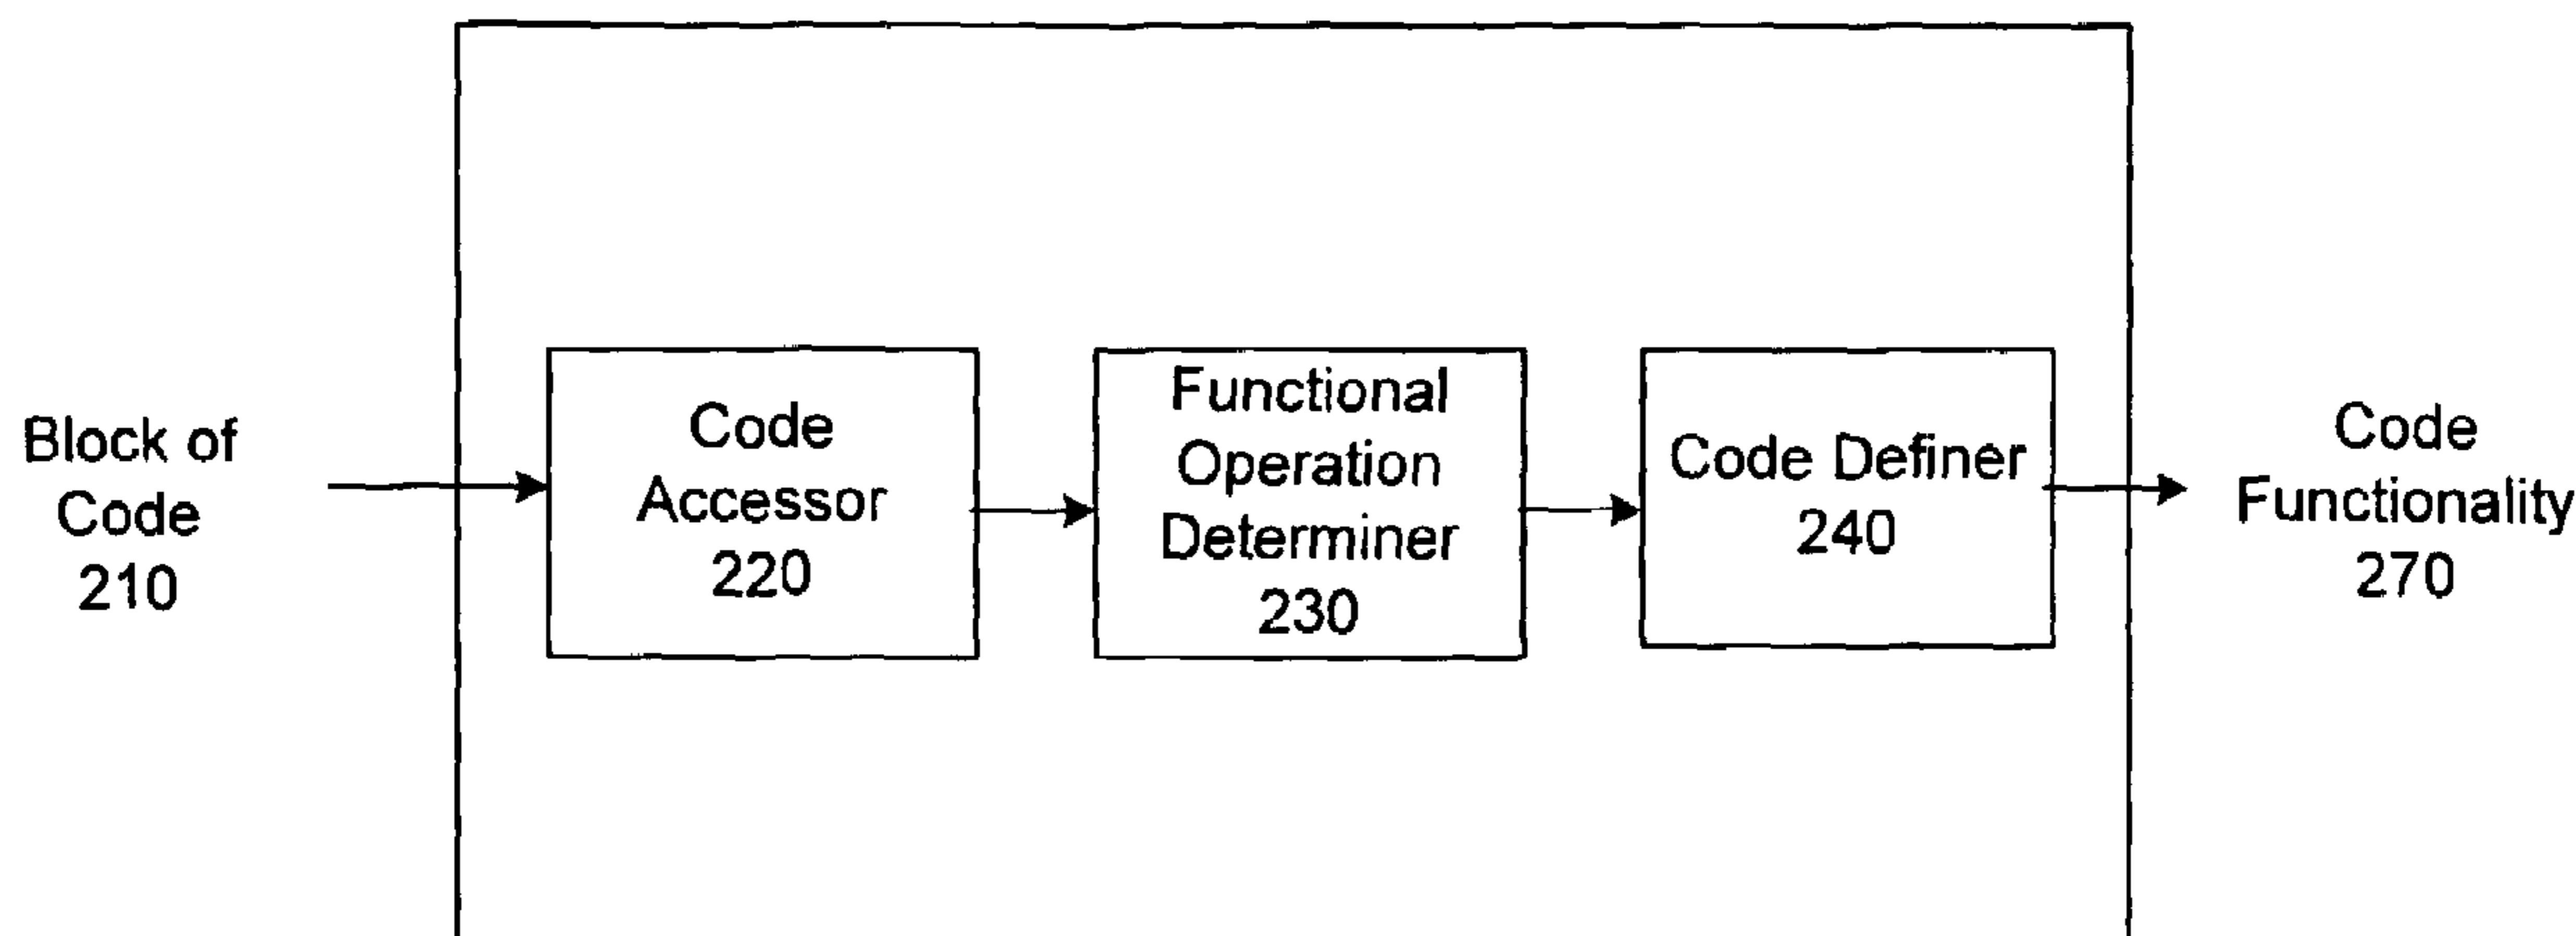 Block of
Code
210
Code
Accessor
220
Functional
Operation
Determiner
230
Code Definer
240
Code
Functionality
270